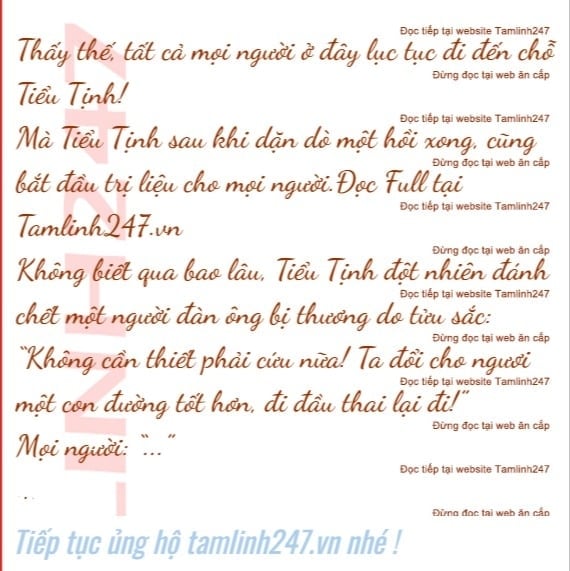 Đọc tiếp tại website Tamlinh247
Thấy thế, tất cả mọi người ở đây lục tục đi đến chỗ
Đừng đọc tại web ăn cắp
Tiểu Tịnh!
Đọc tiếp tại website Tamlinh247
Mà Tiểu Tịnh sau khi dặn dò một hồi xong, cũng
Đừng đọc tại web ăn cắp
bắt đầu trị liệu cho mọi người.Đọc Full tại
Đọc tiếp tại website Tamlinh247
Tamlinh247.vn
Đừng đọc tại web ăn cắp
Không biết qua bao lâu, Tiểu Tịnh đột nhiên đánh
Đọc tiếp tại website Tamlinh247
chết một người đàn ông bị thương do tửu sắc:
Đừng đọc tại web ăn cắp
“Không cần thiết phải cứu nữa! Ta đổi cho ngươi
Đọc tiếp tại website Tamlinh247
một con đường tốt hơn, đi đầu thai lại đi!”
Đừng đọc tại web ăn cắp
Mọi người: “...”
Đọc tiếp tại website Tamlinh247
. .
Đừng đọc tại web ăn cắp
Tiếp tục ủng hộ tamlinh247.vn nhé !
LINH247